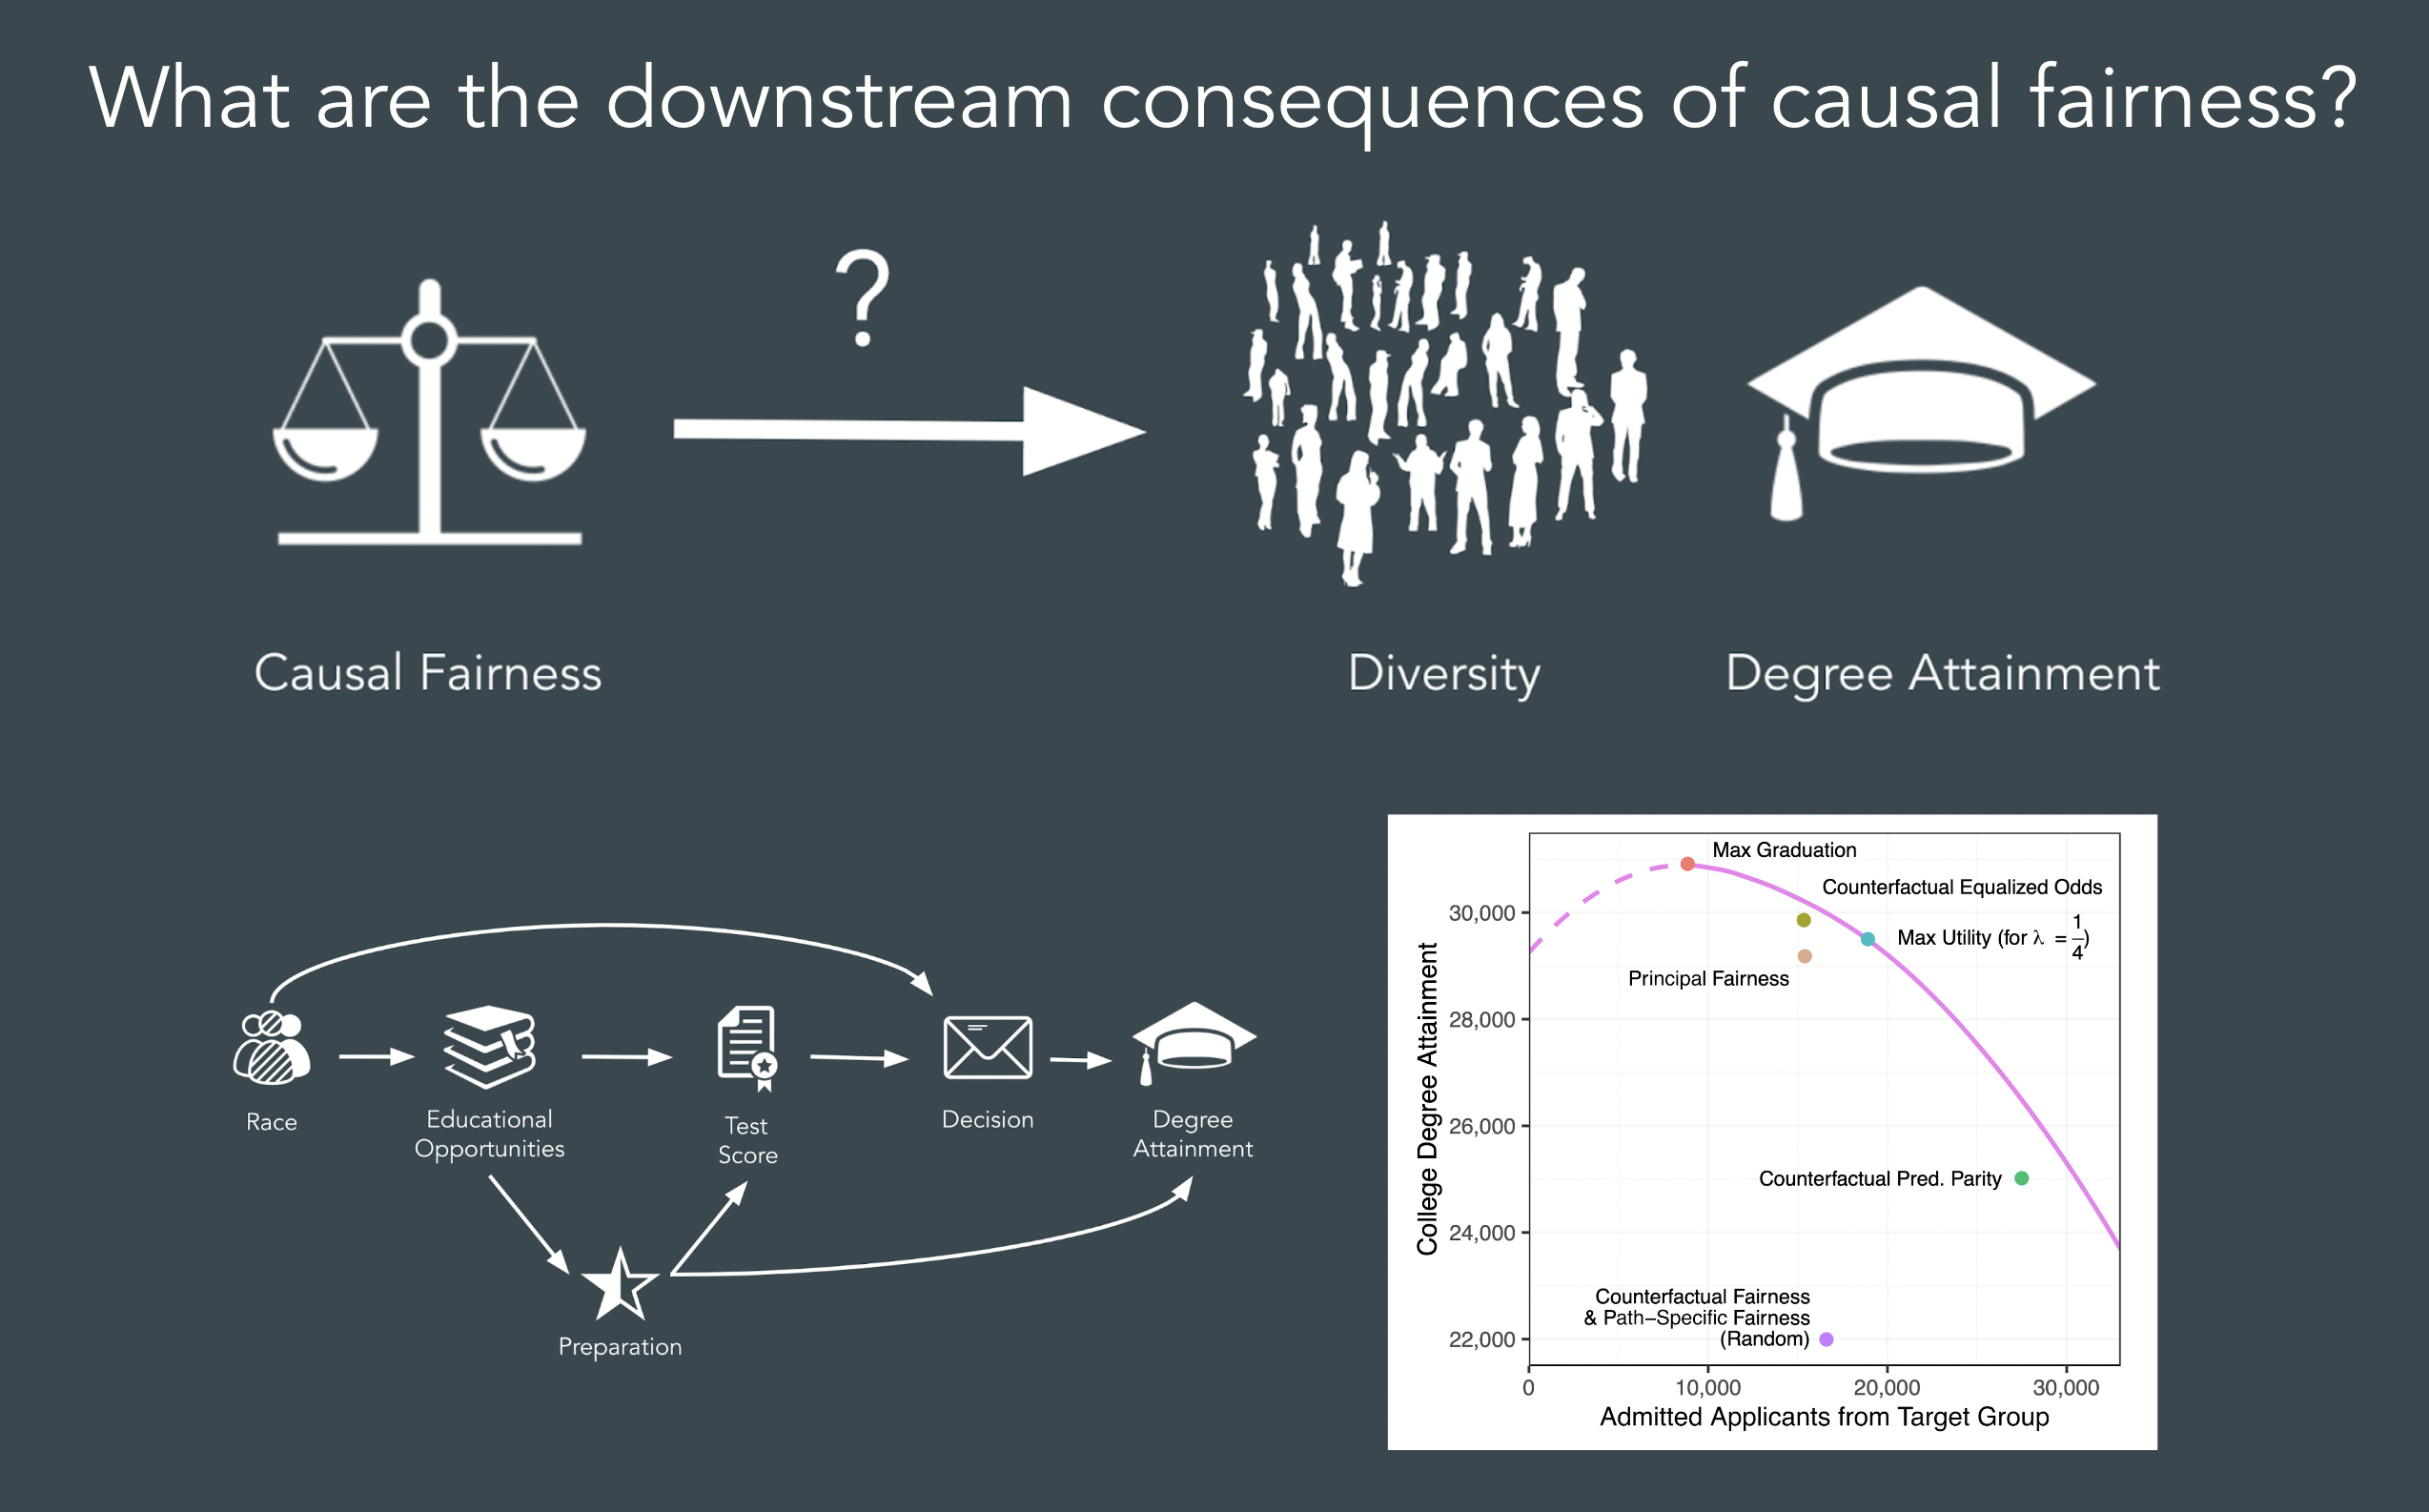 What are the downstream consequences of causal fairness?
?
Causal Fairness
Diversity
Degree Attainment
Race
Educational
Opportunities
Test
Score
Decision
Degree
Attainment
Preparation
Max Graduation
Counterfactual Equalized Odds
Max Utility (for λ = 1/4)
Principal Fairness
Counterfactual Pred. Parity
Counterfactual Fairness
& Path–Specific Fairness
(Random)
College Degree Attainment
30,000
28,000
26,000
24,000
22,000
0
10,000
20,000
30,000
Admitted Applicants from Target Group